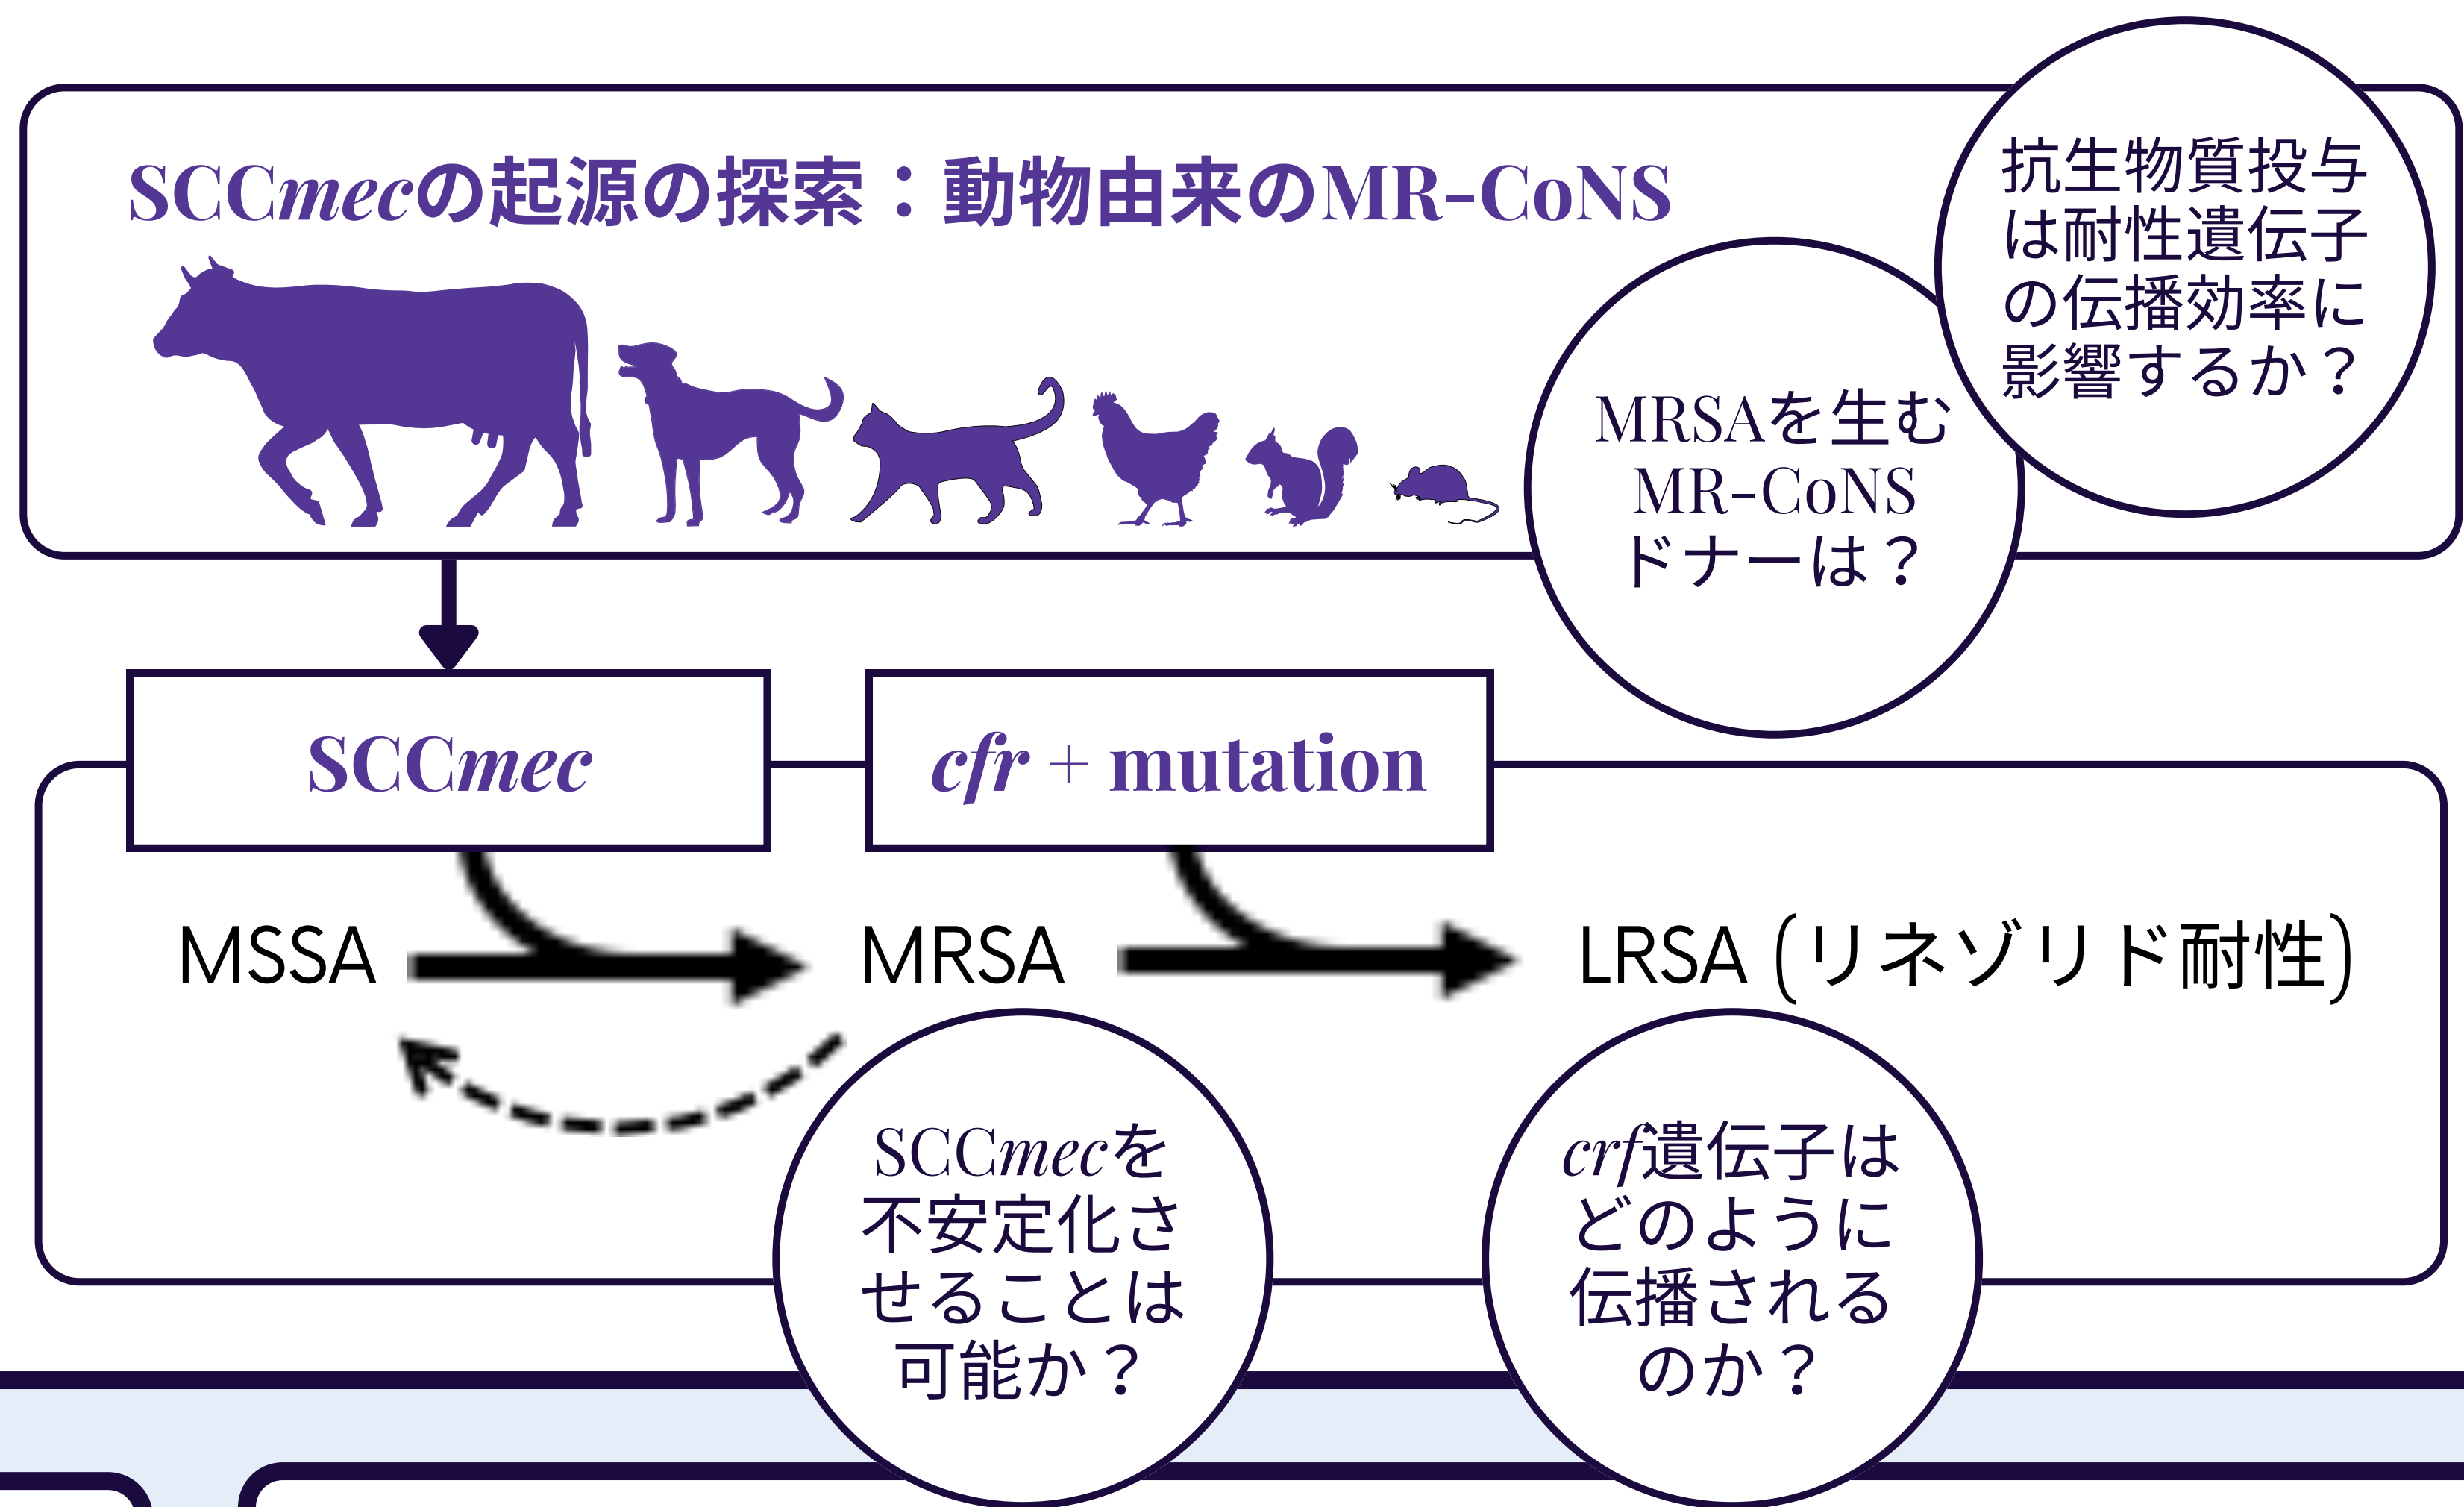 SCCmecの起源の探索：動物由来のMR-CoNS
抗生物質投与
は耐性遺伝子
の伝播効率に
影響するか？
MRSAを生む
MR-CoNS
ドナーは？
SCCmec
cfr + mutation
MSSA
MRSA
LRSA (リネゾリド耐性)
SCCmecを
不安定化さ
せることは
可能か？
crf遺伝子は
どのように
伝播される
のか？